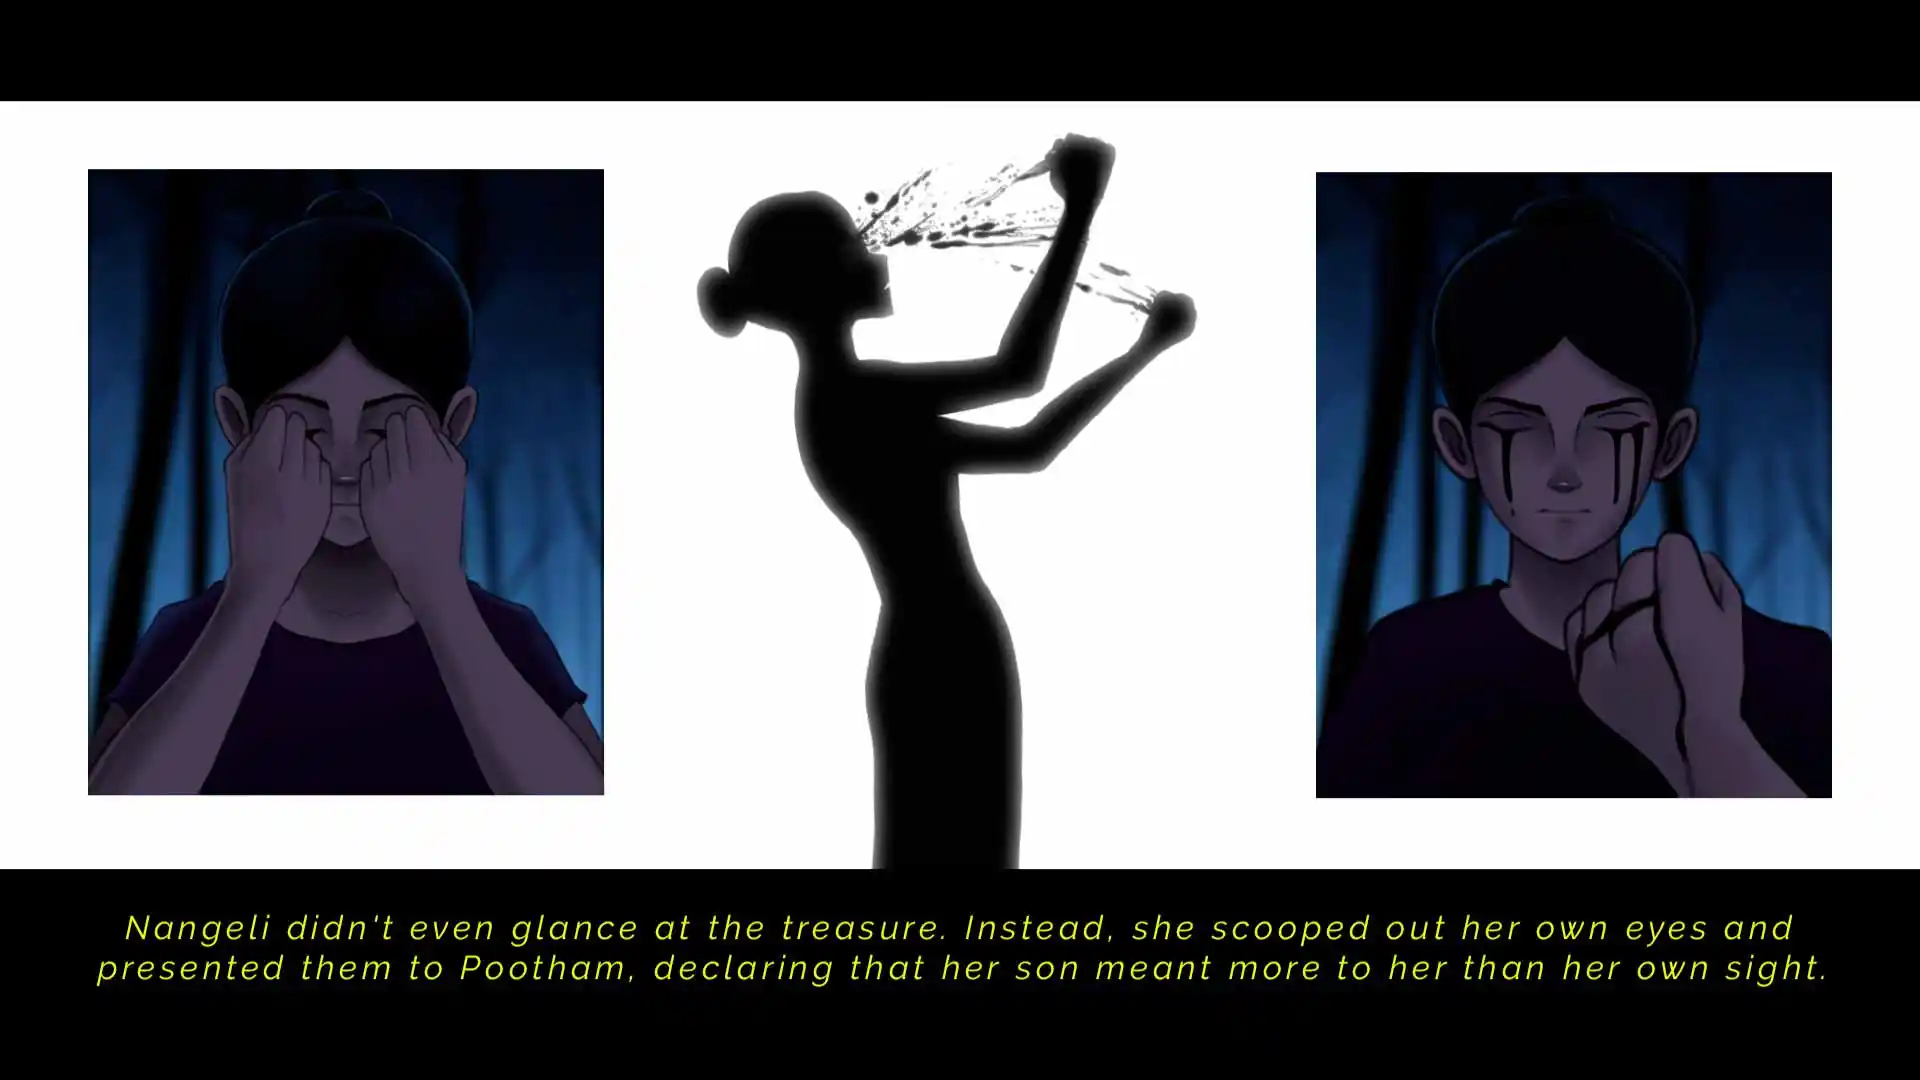 Nangeli didn't even glance at the treasure. Instead, she scooped out her own eyes and
presented them to Pootham, declaring that her son meant more to her than her own sight.